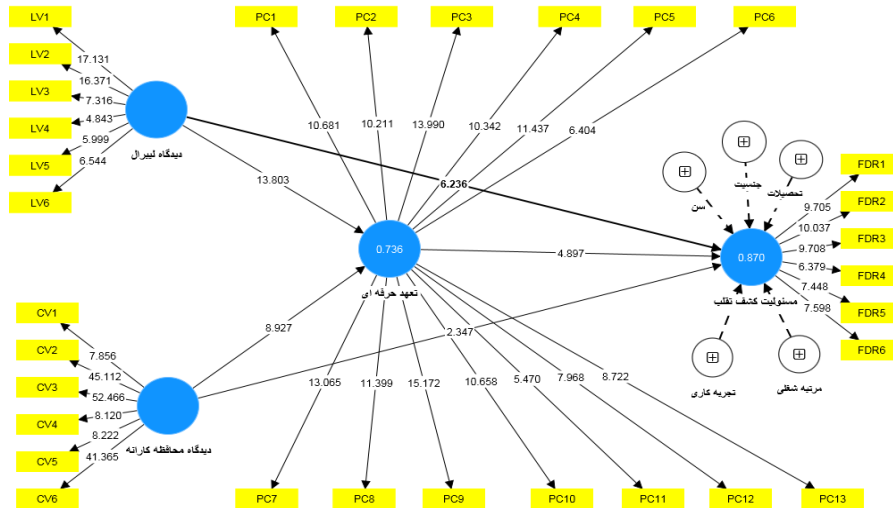 LV1
PC1
PC2
PC3
PC4
PC5
PC6
LV2
LV3
LV4
LV5
LV6
17.131
16.371
7.316
4.843
5.999
6.544
دیدگاه لیبرال
10.681
10.211
13.990
10.342
11.437
6.404
13.803
6.236
سن
جنسیت
تحصیلات
FDR1
FDR2
FDR3
FDR4
FDR5
FDR6
9.705
10.037
9.708
6.379
7.448
7.598
0.736
تعهد حرفه ای
4.897
0.870
مسئولیت کشف تقلب
تجربه کاری
مرتبه شغلی
8.927
2.347
CV1
CV2
CV3
CV4
CV5
CV6
7.856
45.112
52.466
8.120
8.222
41.365
دیدگاه محافظه کارانه
13.065
11.399
15.172
10.658
5.470
7.968
8.722
PC7
PC8
PC9
PC10
PC11
PC12
PC13